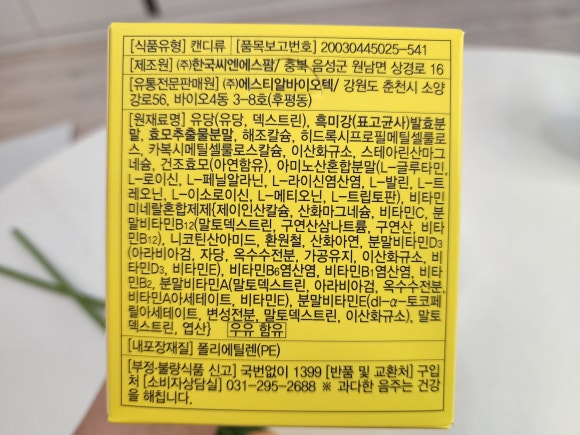 [식품유형] 캔디류 [품목보고번호] 20030445025-541
[제조원] (주)한국씨엔에스팜/ 충북 음성군 원남면 상경로 16
[유통전문판매원] (주)에스티알바이오텍/ 강원도 춘천시 소양
강로56, 바이오4동 3-8호(후평동)
[원재료명] 유당(유당, 덱스트린), 흑미강(표고균사)발효분
말, 효모추출물분말, 해조칼슘, 히드록시프로필메틸셀룰로
스, 카복시메틸셀룰로스칼슘, 이산화규소, 스테아린산마그
네슘, 건조효모(아연함유), 아미노산혼합분말(L-글루타민,
L-로이신, L-페닐알라닌, L-라이신염산염, L-발린, L-트
레오닌, L-이소로이신, L-메티오닌, L-트립토판), 비타민
미네랄혼합제제{제이인산칼슘, 산화마그네슘, 비타민C, 분
말비타민B12(말토덱스트린, 구연산삼나트륨, 구연산, 비타
민B12), 니코틴산아미드, 환원철, 산화아연, 분말비타민D3
(아라비아검, 자당, 옥수수전분, 가공유지, 이산화규소, 비
타민D3, 비타민E), 비타민B6염산염, 비타민B1염산염, 비타
민B2, 분말비타민A(말토덱스트린, 아라비아검, 옥수수전분,
비타민A아세테이트, 비타민E), 분말비타민E(dl-α-토코페
릴아세테이트, 변성전분, 말토덱스트린, 이산화규소), 말토
덱스트린, 엽산} 우유 함유
[내포장재질] 폴리에틸렌(PE)
[부정·불량식품 신고] 국번없이 1399 [반품 및 교환처] 구입
처 [소비자상담실] 031-295-2688 ※ 과다한 음주는 건강
을 해칩니다.